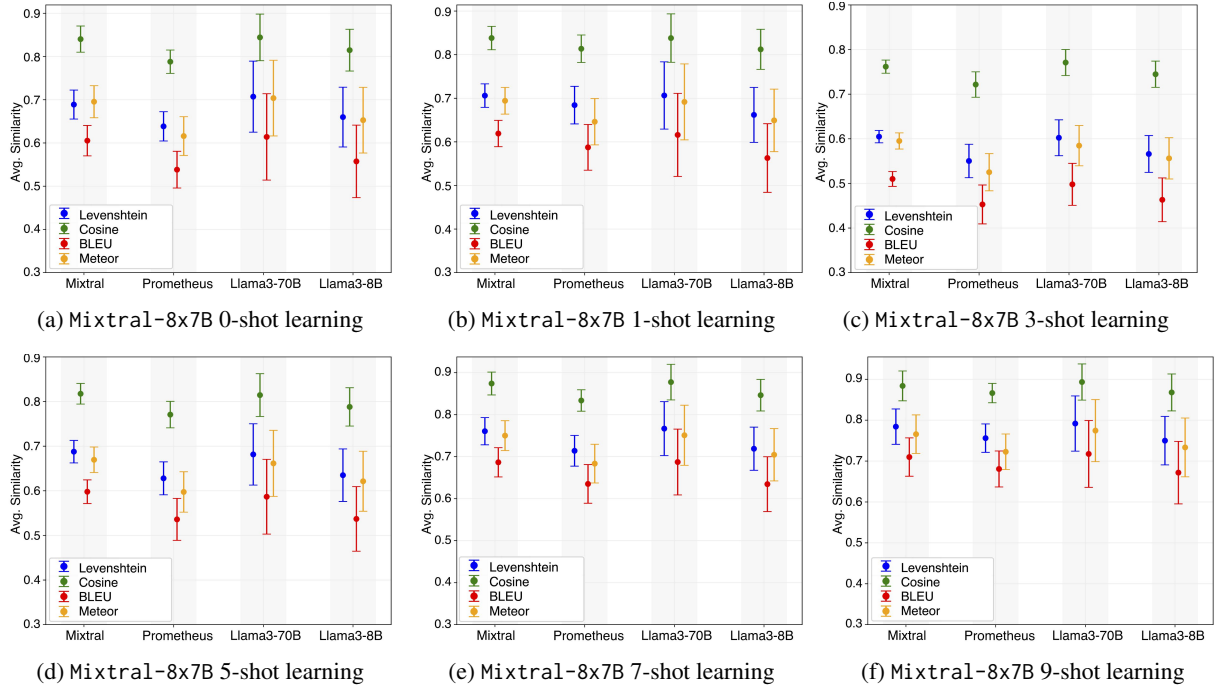 Avg. Similarity
0.9
0.8
0.7
0.6
0.5
0.4
0.3
Levenshtein
Cosine
BLEU
Meteor
Mixtral Prometheus Llama3-70B Llama3-8B
(a) Mixtral-8x7B 0-shot learning
Avg. Similarity
0.9
0.8
0.7
0.6
0.5
0.4
0.3
Levenshtein
Cosine
BLEU
Meteor
Mixtral Prometheus Llama3-70B Llama3-8B
(b) Mixtral-8x7B 1-shot learning
Avg. Similarity
0.9
0.8
0.7
0.6
0.5
0.4
0.3
Levenshtein
Cosine
BLEU
Meteor
Mixtral Prometheus Llama3-70B Llama3-8B
(c) Mixtral-8x7B 3-shot learning
Avg. Similarity
0.9
0.8
0.7
0.6
0.5
0.4
0.3
Levenshtein
Cosine
BLEU
Meteor
Mixtral Prometheus Llama3-70B Llama3-8B
(d) Mixtral-8x7B 5-shot learning
Avg. Similarity
0.9
0.8
0.7
0.6
0.5
0.4
0.3
Levenshtein
Cosine
BLEU
Meteor
Mixtral Prometheus Llama3-70B Llama3-8B
(e) Mixtral-8x7B 7-shot learning
Avg. Similarity
0.9
0.8
0.7
0.6
0.5
0.4
0.3
Levenshtein
Cosine
BLEU
Meteor
Mixtral Prometheus Llama3-70B Llama3-8B
(f) Mixtral-8x7B 9-shot learning